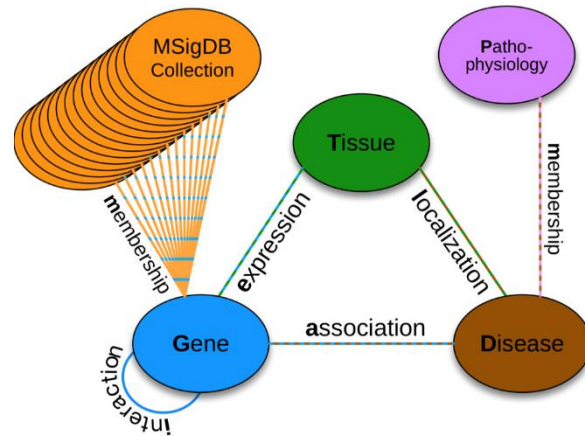 MSigDB
Collection
Patho-
physiology
Tissue
membership
expression
localization
membership
Gene
association
Disease
interaction